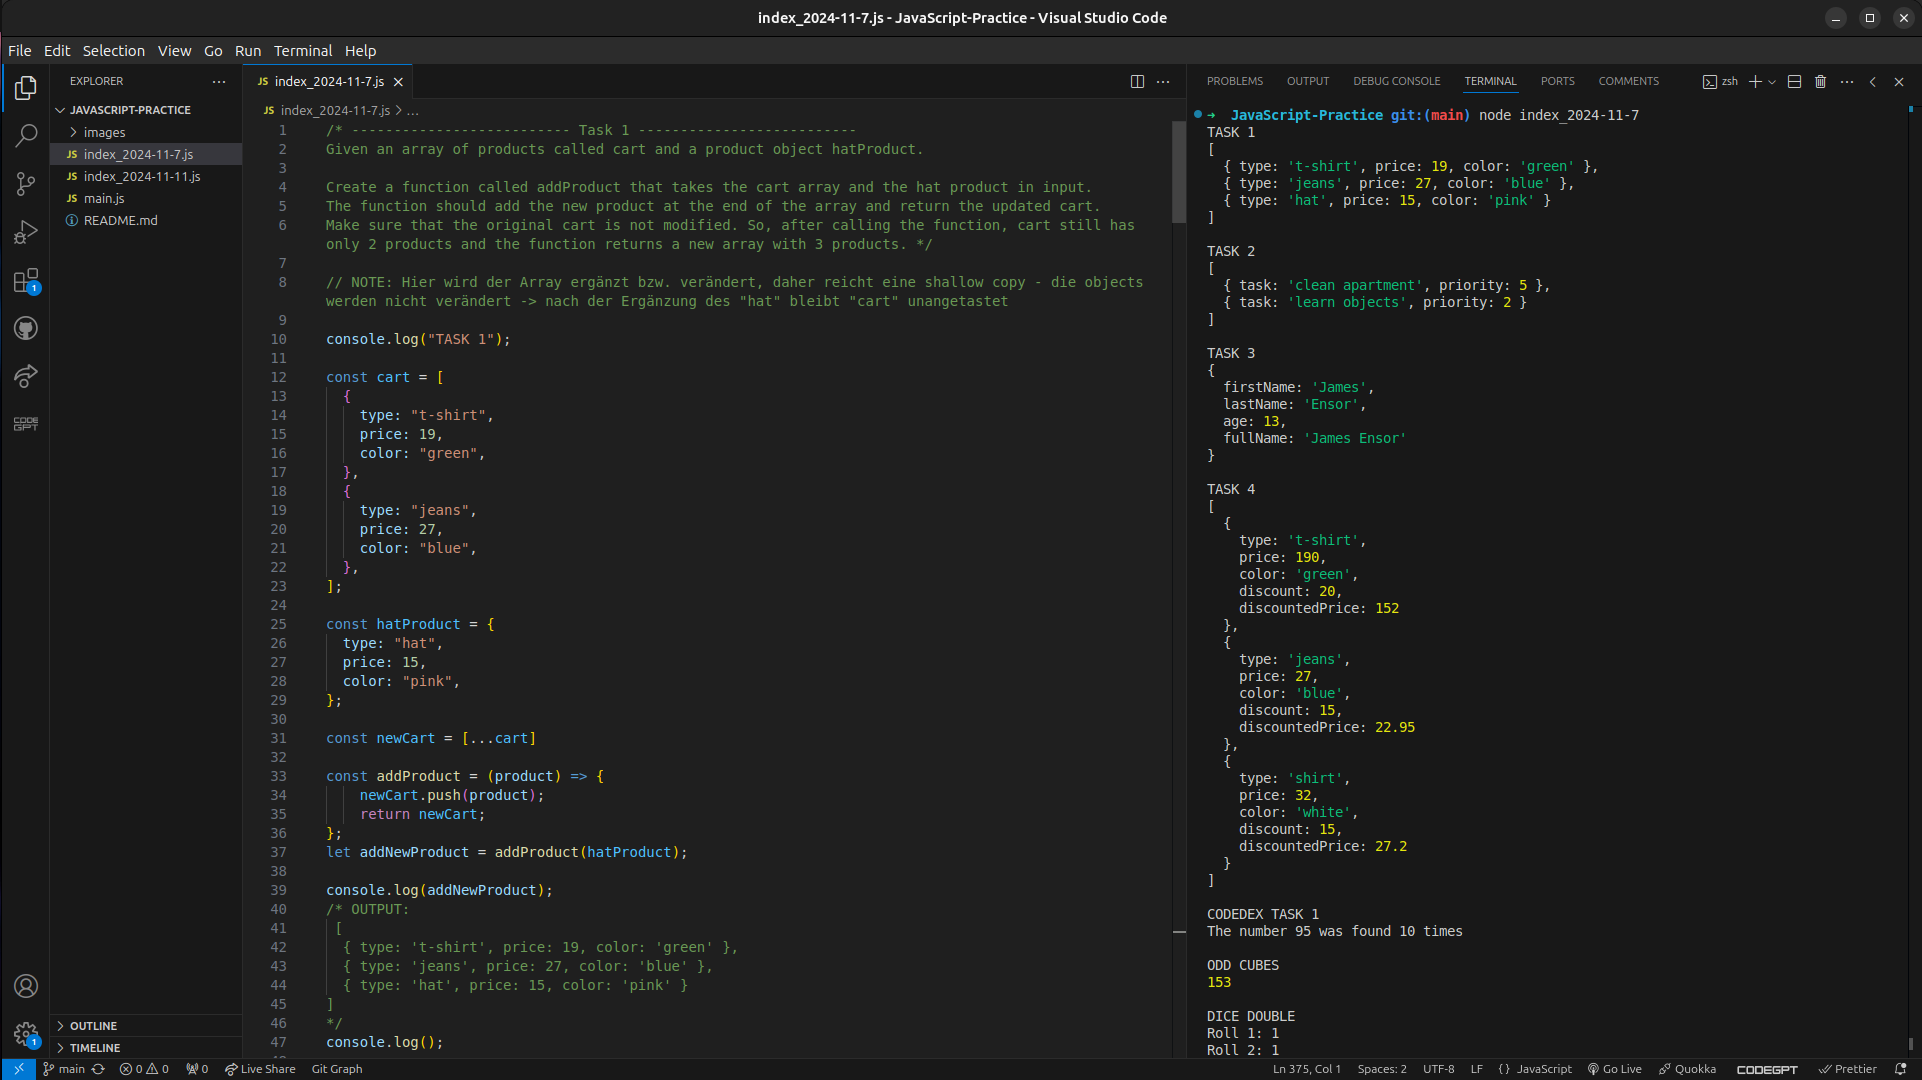 index_2024-11-7.js - JavaScript-Practice - Visual Studio Code
File Edit Selection View Go Run Terminal Help
EXPLORER
JAVASCRIPT-PRACTICE
images
JS index_2024-11-7.js
JS index_2024-11-11.js
JS main.js
README.md
OUTLINE
TIMELINE
1
CODE GPT
1
JS index_2024-11-7.js
JS index_2024-11-7.js > ...
1 /* -------------------------- Task 1 --------------------------
2 Given an array of products called cart and a product object hatProduct.
3
4 Create a function called addProduct that takes the cart array and the hat product in input.
5 The function should add the new product at the end of the array and return the updated cart.
6 Make sure that the original cart is not modified. So, after calling the function, cart still has
only 2 products and the function returns a new array with 3 products. */
7
8 // NOTE: Hier wird der Array ergänzt bzw. verändert, daher reicht eine shallow copy - die objects
werden nicht verändert -> nach der Ergänzung des "hat" bleibt "cart" unangetastet
9
10 console.log("TASK 1");
11
12 const cart = [
13 {
14 type: "t-shirt",
15 price: 19,
16 color: "green",
17 },
18 {
19 type: "jeans",
20 price: 27,
21 color: "blue",
22 },
23 ];
24
25 const hatProduct = {
26 type: "hat",
27 price: 15,
28 color: "pink",
29 };
30
31 const newCart = [...cart]
32
33 const addProduct = (product) => {
34 newCart.push(product);
35 return newCart;
36 };
37 let addNewProduct = addProduct(hatProduct);
38
39 console.log(addNewProduct);
40 /* OUTPUT:
41 [
42 { type: 't-shirt', price: 19, color: 'green' },
43 { type: 'jeans', price: 27, color: 'blue' },
44 { type: 'hat', price: 15, color: 'pink' }
45 ]
46 */
47 console.log();
PROBLEMS OUTPUT DEBUG CONSOLE TERMINAL PORTS COMMENTS zsh
→ JavaScript-Practice git:(main) node index_2024-11-7
TASK 1
[
{ type: 't-shirt', price: 19, color: 'green' },
{ type: 'jeans', price: 27, color: 'blue' },
{ type: 'hat', price: 15, color: 'pink' }
]
TASK 2
[
{ task: 'clean apartment', priority: 5 },
{ task: 'learn objects', priority: 2 }
]
TASK 3
{
firstName: 'James',
lastName: 'Ensor',
age: 13,
fullName: 'James Ensor'
}
TASK 4
[
{
type: 't-shirt',
price: 190,
color: 'green',
discount: 20,
discountedPrice: 152
},
{
type: 'jeans',
price: 27,
color: 'blue',
discount: 15,
discountedPrice: 22.95
},
{
type: 'shirt',
price: 32,
color: 'white',
discount: 15,
discountedPrice: 27.2
}
]
CODEDEX TASK 1
The number 95 was found 10 times
ODD CUBES
153
DICE DOUBLE
Roll 1: 1
Roll 2: 1
main 0 0 0 Live Share Git Graph Ln 375, Col 1 Spaces: 2 UTF-8 LF {} JavaScript Go Live Quokka CODEGPT Prettier